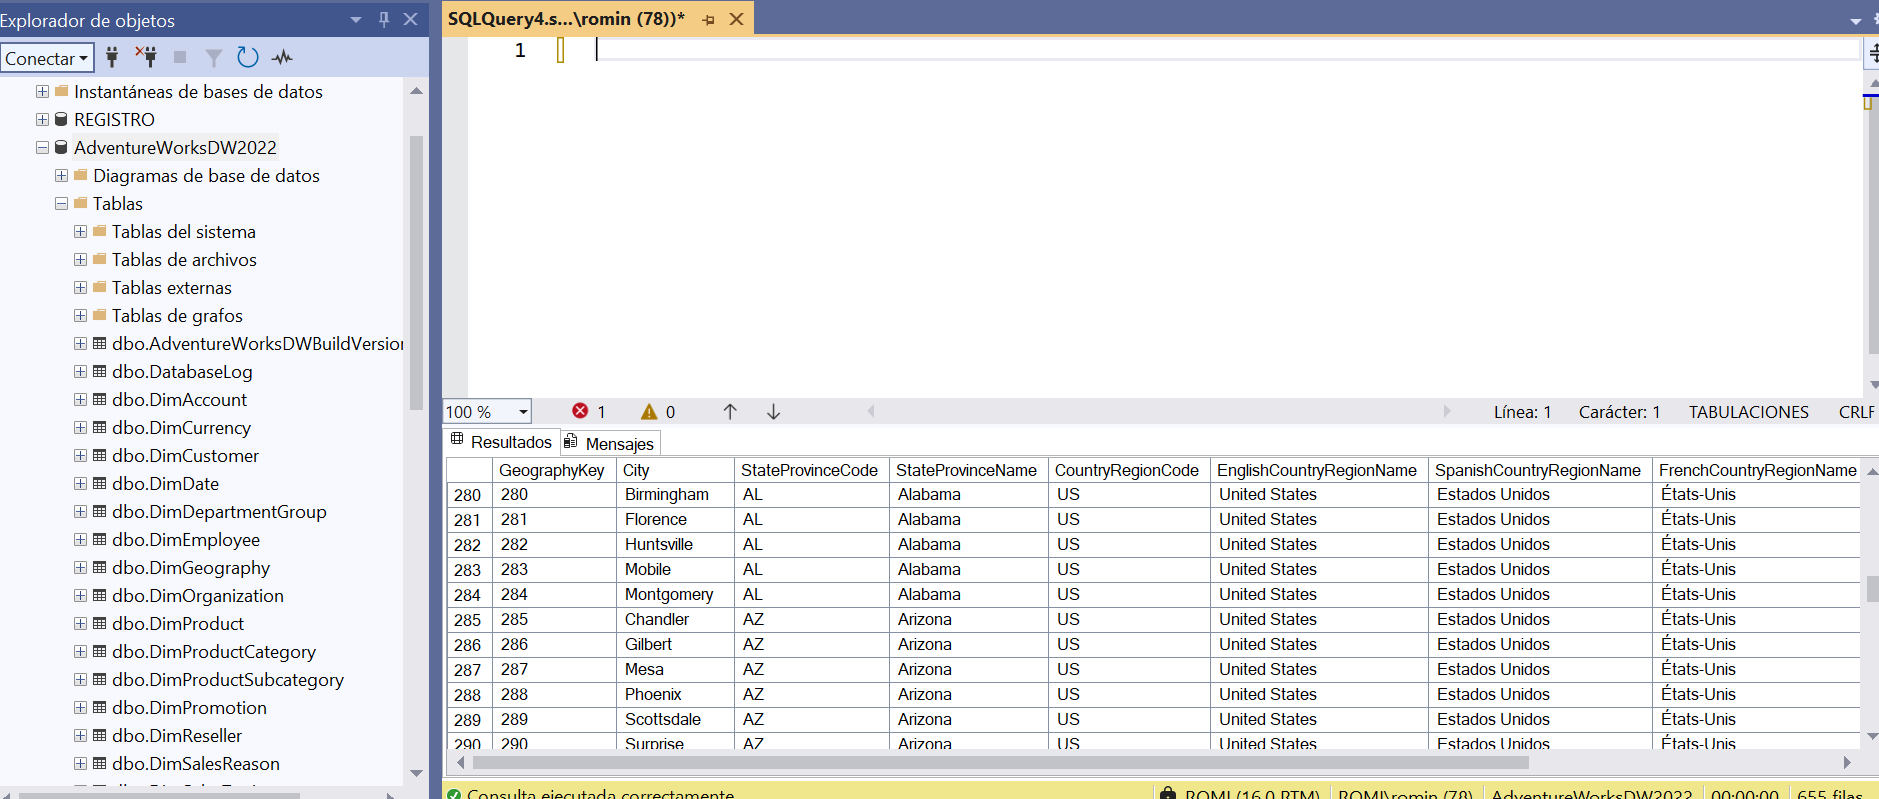 Explorador de objetos
Conectar
Instantáneas de bases de datos
REGISTRO
AdventureWorksDW2022
Diagramas de base de datos
Tablas
Tablas del sistema
Tablas de archivos
Tablas externas
Tablas de grafos
dbo.AdventureWorksDWBuildVersion
dbo.DatabaseLog
dbo.DimAccount
dbo.DimCurrency
dbo.DimCustomer
dbo.DimDate
dbo.DimDepartmentGroup
dbo.DimEmployee
dbo.DimGeography
dbo.DimOrganization
dbo.DimProduct
dbo.DimProductCategory
dbo.DimProductSubcategory
dbo.DimPromotion
dbo.DimReseller
dbo.DimSalesReason
SQLQuery4.s...\romin (78))*
1
100 % 1 0 Línea: 1 Carácter: 1 TABULACIONES CRLF
Resultados Mensajes
GeographyKey City StateProvinceCode StateProvinceName CountryRegionCode EnglishCountryRegionName SpanishCountryRegionName FrenchCountryRegionName
280 280 Birmingham AL Alabama US United States Estados Unidos États-Unis
281 281 Florence AL Alabama US United States Estados Unidos États-Unis
282 282 Huntsville AL Alabama US United States Estados Unidos États-Unis
283 283 Mobile AL Alabama US United States Estados Unidos États-Unis
284 284 Montgomery AL Alabama US United States Estados Unidos États-Unis
285 285 Chandler AZ Arizona US United States Estados Unidos États-Unis
286 286 Gilbert AZ Arizona US United States Estados Unidos États-Unis
287 287 Mesa AZ Arizona US United States Estados Unidos États-Unis
288 288 Phoenix AZ Arizona US United States Estados Unidos États-Unis
289 289 Scottsdale AZ Arizona US United States Estados Unidos États-Unis
290 290 Surprise AZ Arizona US United States Estados Unidos États-Unis
Consulta ejecutada correctamente ROMI (16.0 RTM) ROMI\romin (78) AdventureWorksDW2022 00:00:00 655 filas